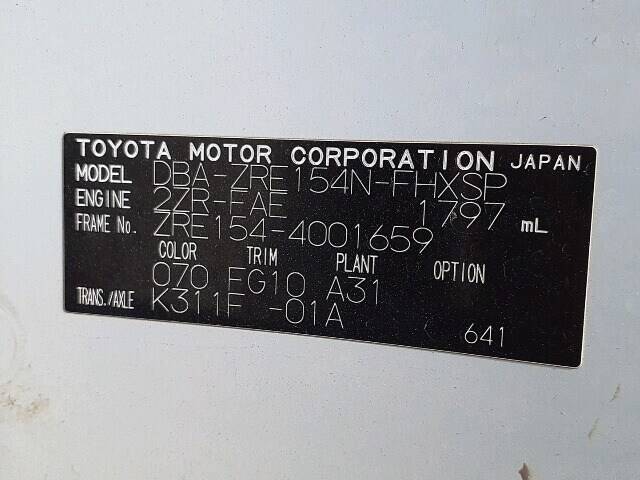 TOYOTA MOTOR CORPORATION JAPAN
MODEL DBA-ZRE154N-FHXSP
ENGINE 2ZR-FAE 1797 mL
FRAME No. ZRE154-4001659
COLOR TRIM PLANT OPTION
070 FG10 A31
TRANS./AXLE K311F -01A
641